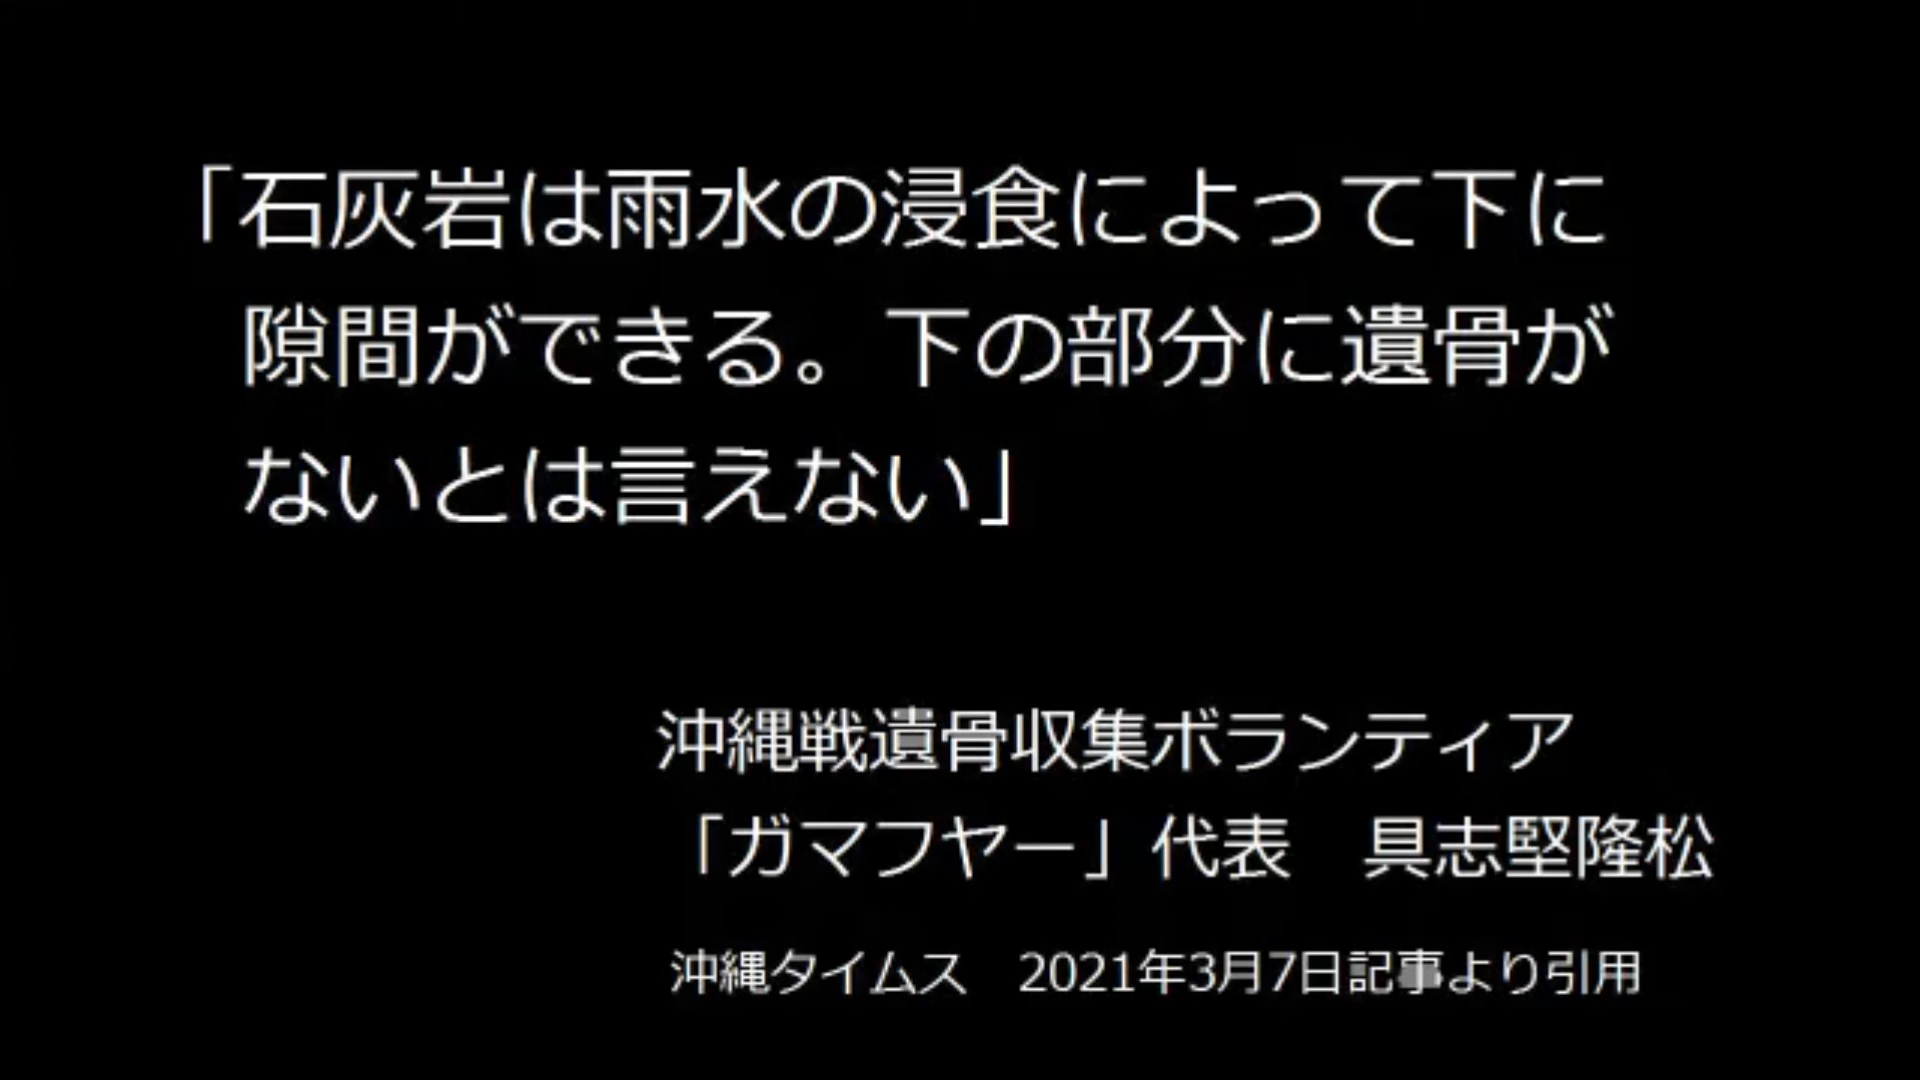 「石灰岩は雨水の浸食によって下に
隙間ができる。下の部分に遺骨が
ないとは言えない」
沖縄戦遺骨収集ボランティア
「ガマフヤー」代表　具志堅隆松
沖縄タイムス　2021年3月7日記事より引用